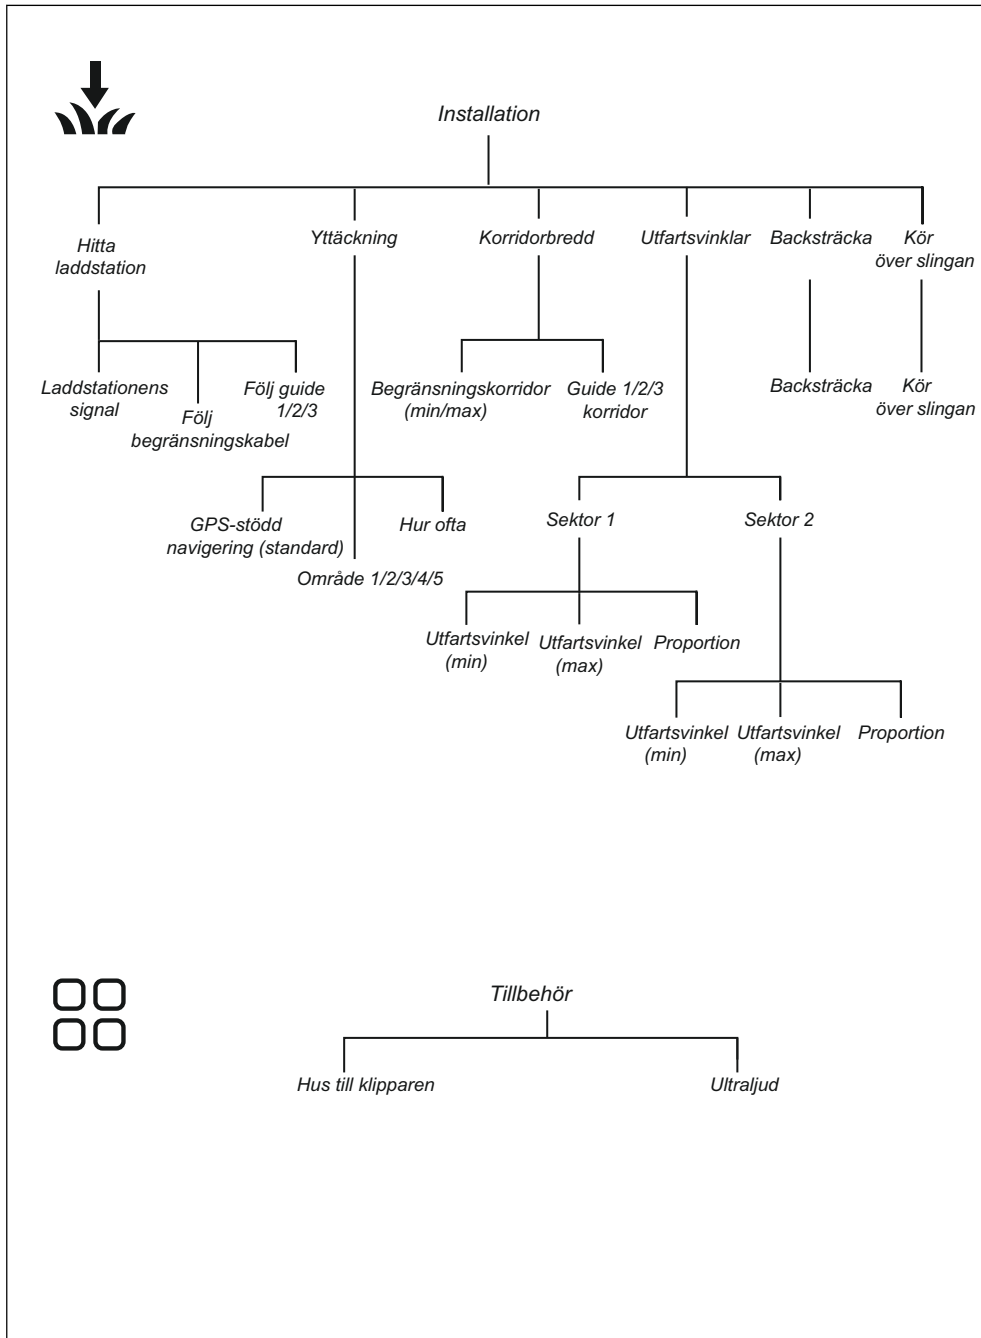 Installation
Hitta
laddstation
Yttäckning
Korridorbredd
Utfartsvinklar
Backsträcka
Kör
över slingan
Laddstationens
signal
Följ
begränsningskabel
Följ guide
1/2/3
Begränsningskorridor
(min/max)
Guide 1/2/3
korridor
Backsträcka
Kör
över slingan
GPS-stödd
navigering (standard)
Område 1/2/3/4/5
Hur ofta
Sektor 1
Sektor 2
Utfartsvinkel
(min)
Utfartsvinkel
(max)
Proportion
Utfartsvinkel
(min)
Utfartsvinkel
(max)
Proportion
Tillbehör
Hus till klipparen
Ultraljud